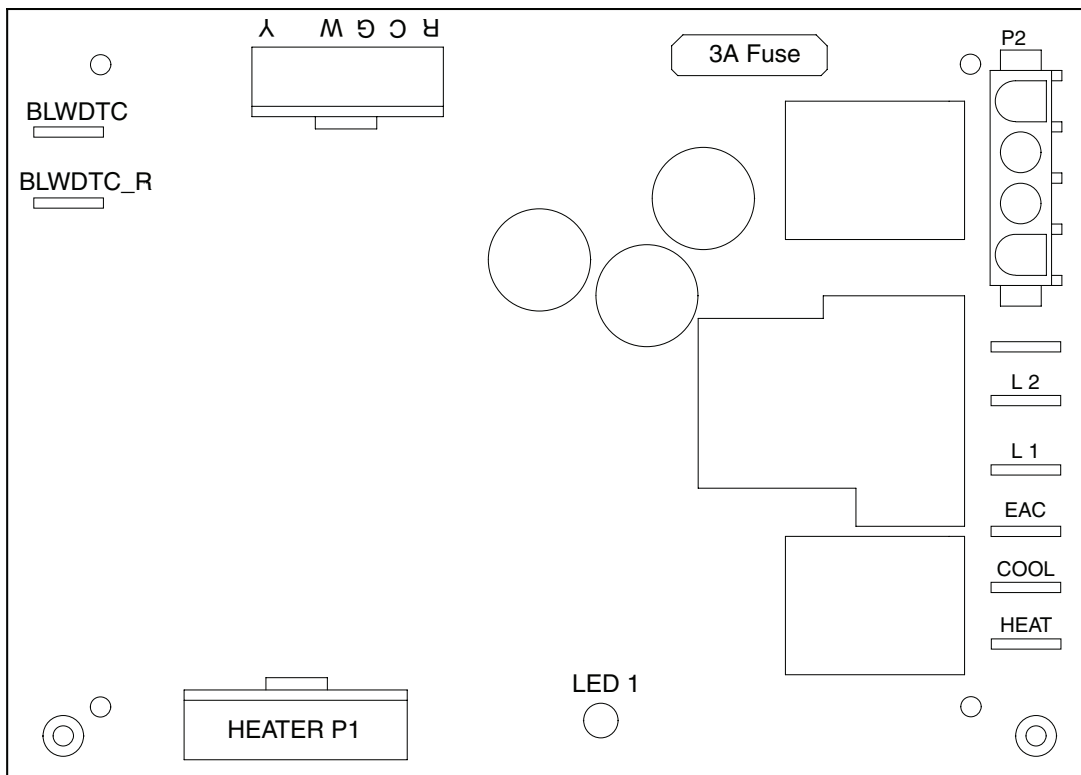 Y W G C R
3A Fuse
P2
BLWDTC
BLWDTC_R
L 2
L 1
EAC
COOL
HEAT
LED 1
HEATER P1